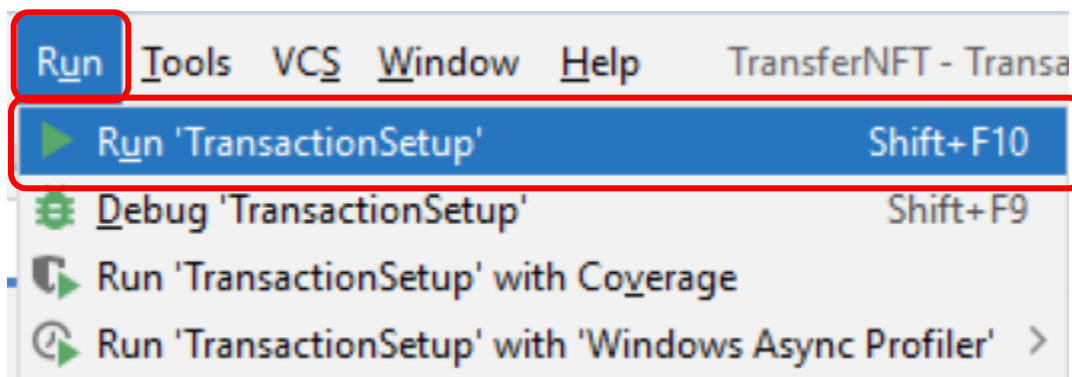 Run Tools VCS Window Help TransferNFT - Transa
Run 'TransactionSetup' Shift+F10
Debug 'TransactionSetup' Shift+F9
Run 'TransactionSetup' with Coverage
Run 'TransactionSetup' with 'Windows Async Profiler'